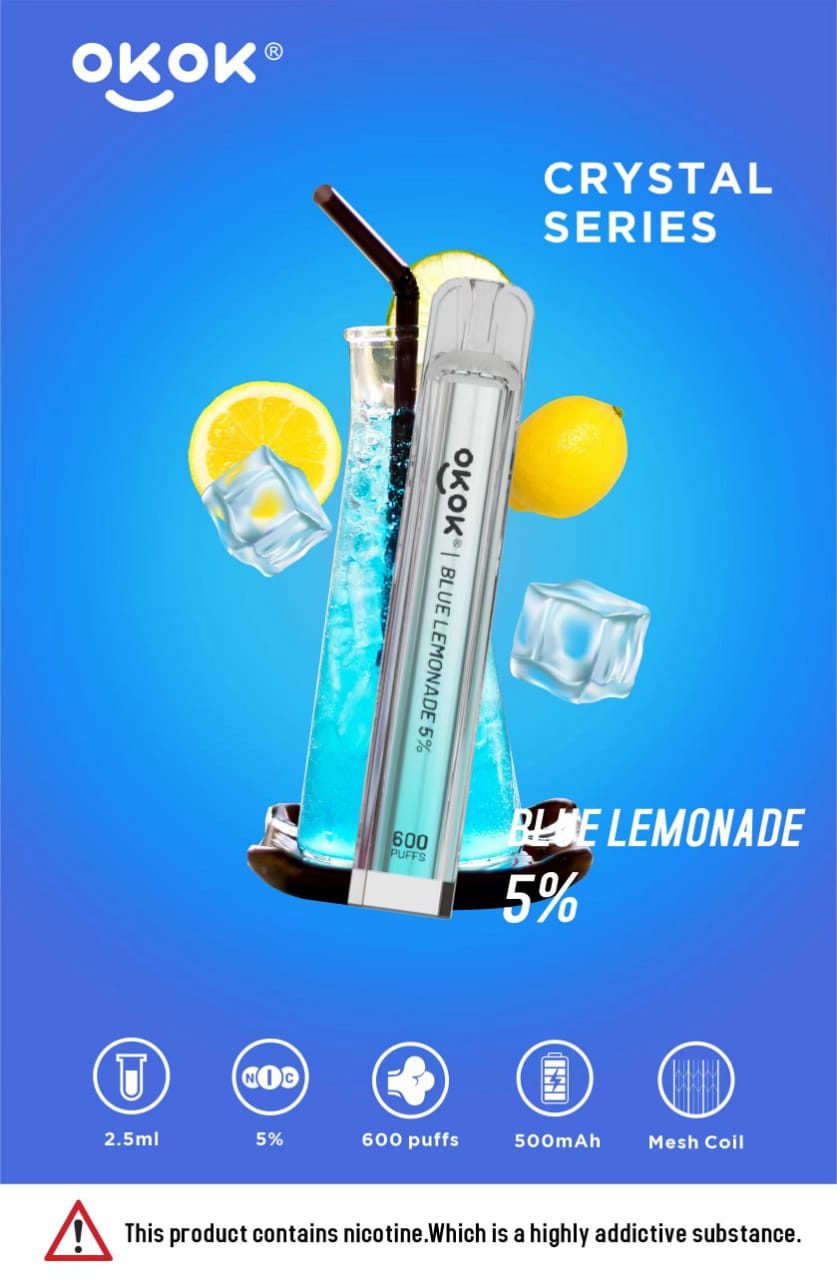 OKOK®
CRYSTAL
SERIES
OKOK® | BLUE LEMONADE 5%
600
PUFFS
BLUE LEMONADE
5%
NIC
2.5ml
5%
600 puffs
500mAh
Mesh Coil
This product contains nicotine.Which is a highly addictive substance.